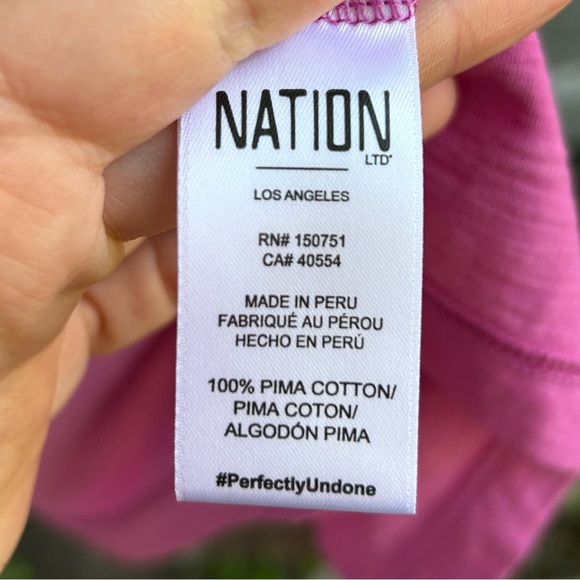 NATION
LTD
LOS ANGELES
RN# 150751
CA# 40554
MADE IN PERU
FABRIQUÉ AU PÉROU
HECHO EN PERÚ
100% PIMA COTTON/
PIMA COTON/
ALGODÓN PIMA
#PerfectlyUndone